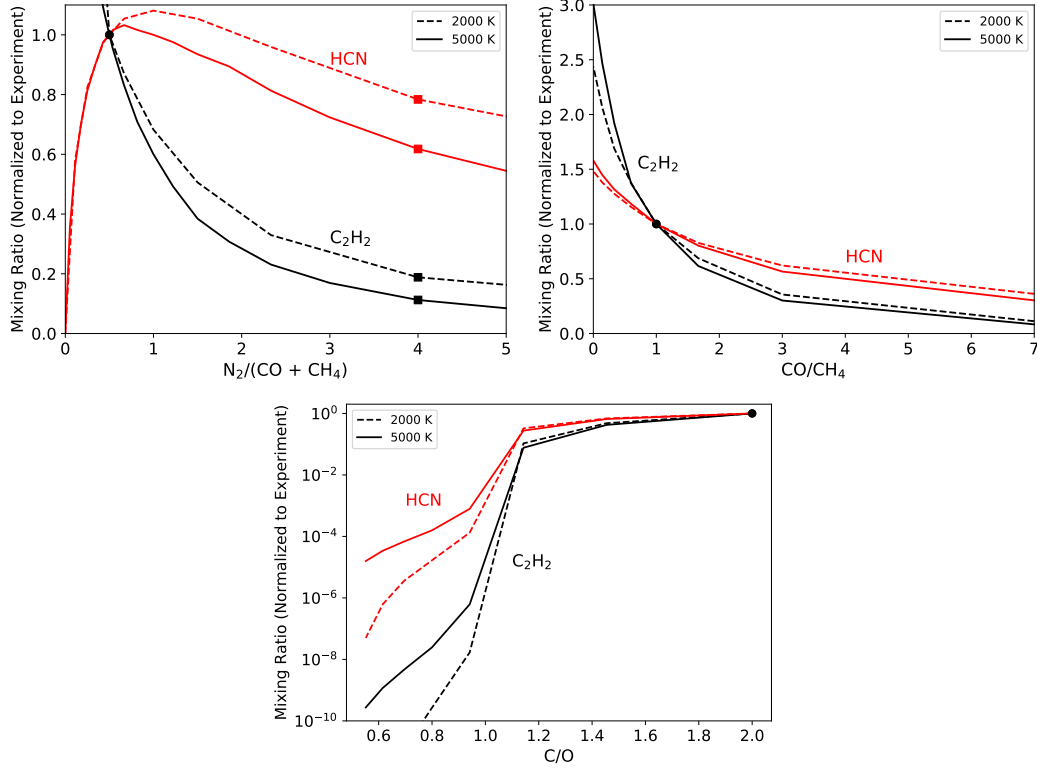 Mixing Ratio (Normalized to Experiment)
1.0
0.8
0.6
0.4
0.2
0.0
2000 K
5000 K
HCN
C₂H₂
0 1 2 3 4 5
N₂/(CO + CH₄)
Mixing Ratio (Normalized to Experiment)
3.0
2.5
2.0
1.5
1.0
0.5
0.0
2000 K
5000 K
C₂H₂
HCN
0 1 2 3 4 5 6 7
CO/CH₄
Mixing Ratio (Normalized to Experiment)
10⁰
10⁻²
10⁻⁴
10⁻⁶
10⁻⁸
10⁻¹⁰
2000 K
5000 K
HCN
C₂H₂
0.6 0.8 1.0 1.2 1.4 1.6 1.8 2.0
C/O